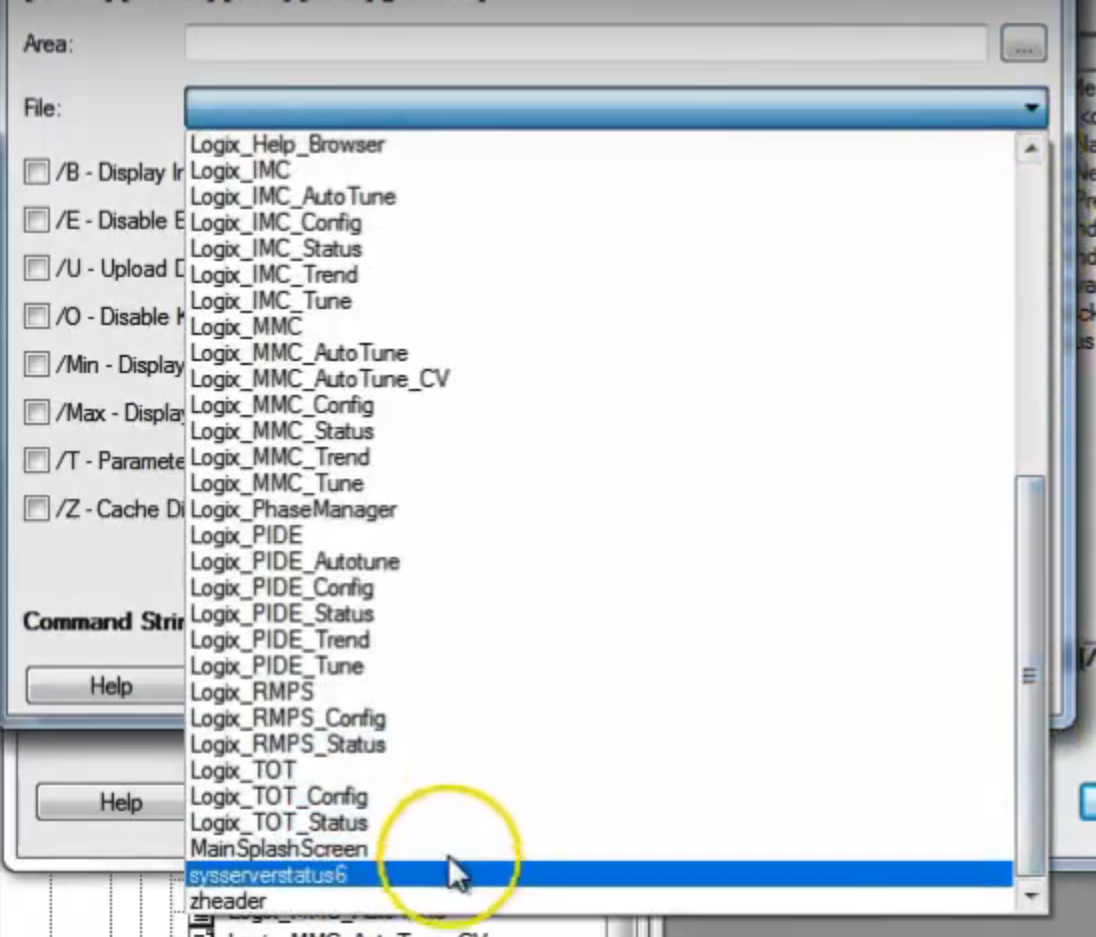 Area:
...
File:
Logix_Help_Browser
/B - Display Ir
Logix_IMC
Logix_IMC_AutoTune
/E - Disable E
Logix_IMC_Config
Logix_IMC_Status
/U - Upload D
Logix_IMC_Trend
Logix_IMC_Tune
/O - Disable K
Logix_MMC
Logix_MMC_AutoTune
/Min - Display
Logix_MMC_AutoTune_CV
Logix_MMC_Config
/Max - Display
Logix_MMC_Status
Logix_MMC_Trend
/T - Paramete
Logix_MMC_Tune
Logix_PhaseManager
/Z - Cache Di
Logix_PIDE
Logix_PIDE_Autotune
Logix_PIDE_Config
Logix_PIDE_Status
Command Strin
Logix_PIDE_Trend
Logix_PIDE_Tune
Help
Logix_RMPS
Logix_RMPS_Config
Logix_RMPS_Status
Logix_TOT
Logix_TOT_Config
Help
Logix_TOT_Status
MainSplashScreen
sysserverstatus6
zheader